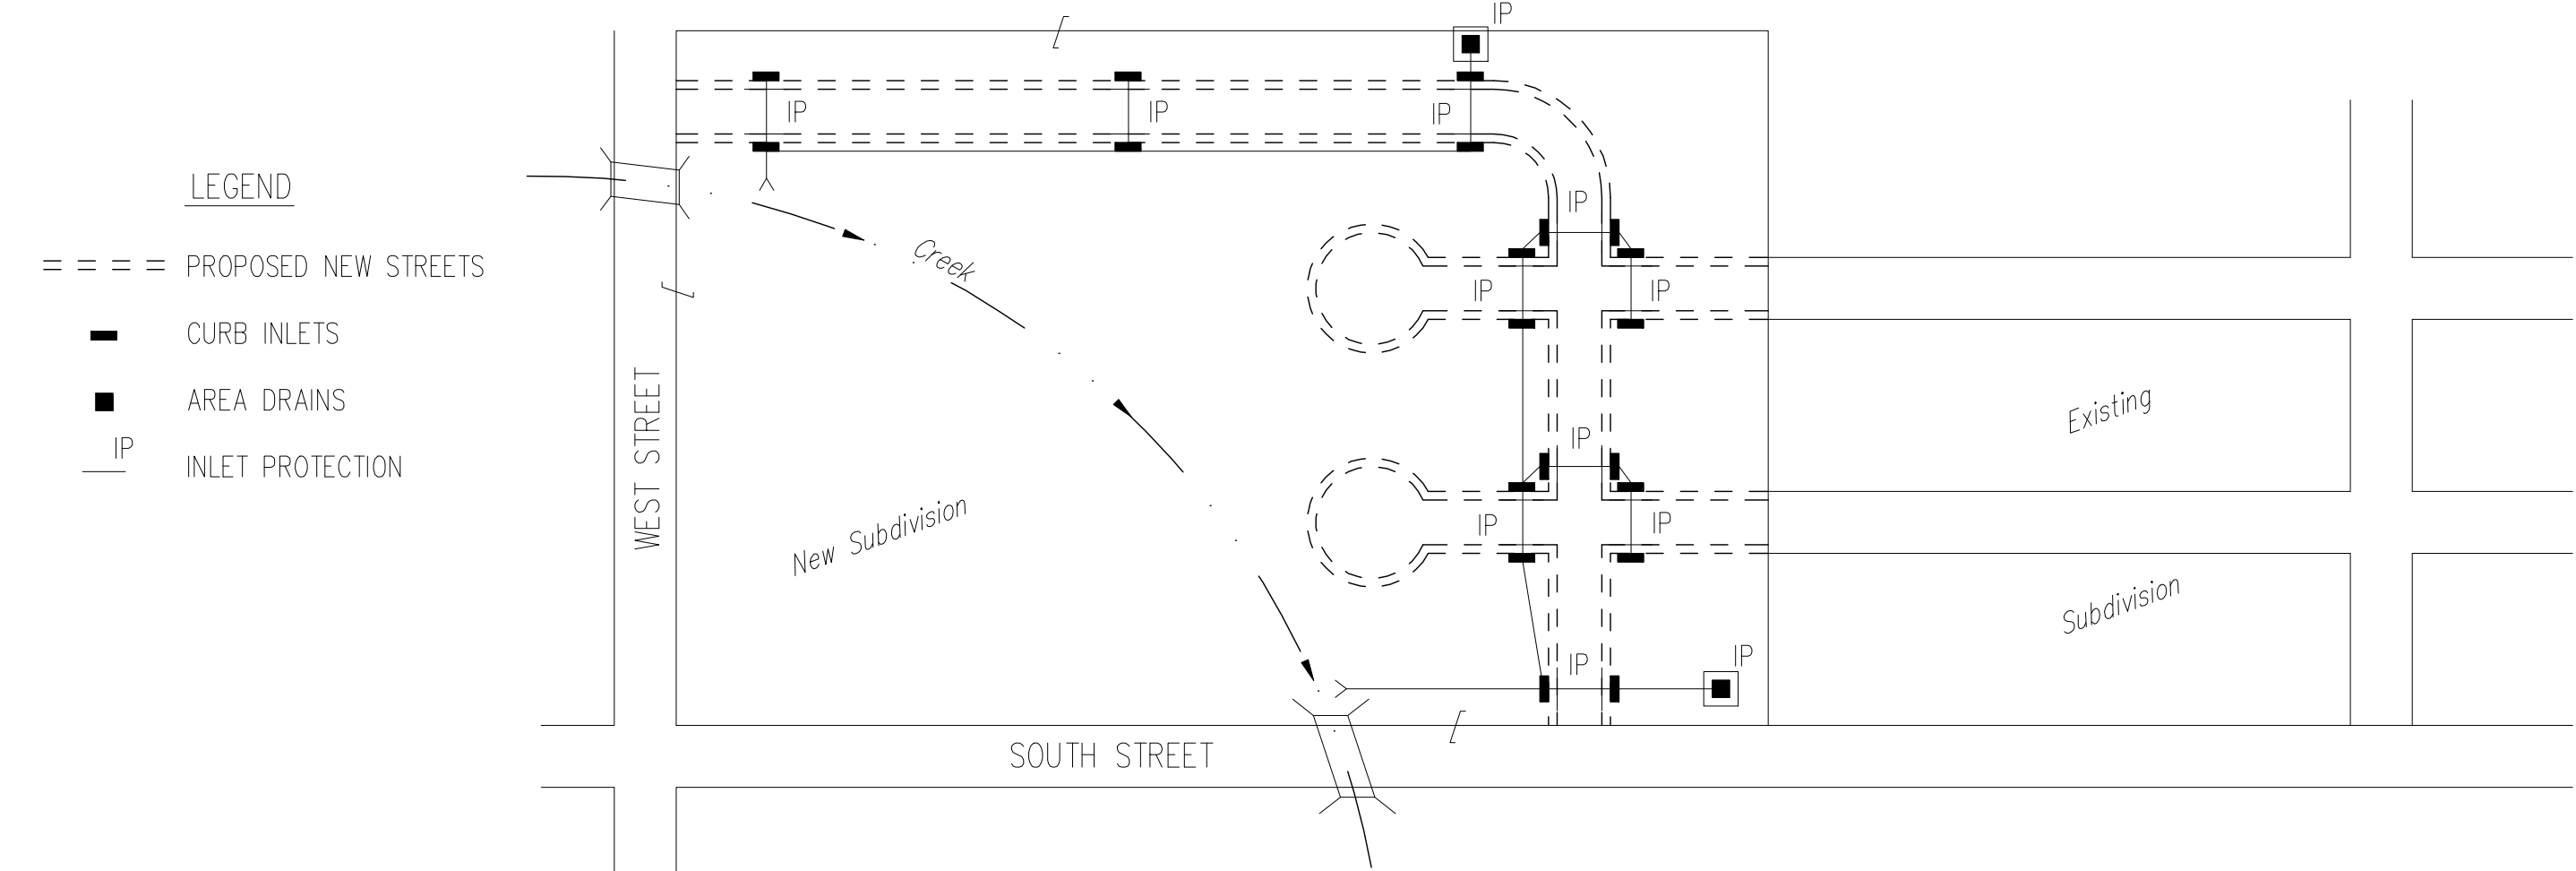 IP
IP
IP
IP
LEGEND
PROPOSED NEW STREETS
CURB INLETS
AREA DRAINS
IP
INLET PROTECTION
WEST STREET
Creek
New Subdivision
IP
IP
IP
IP
IP
IP
IP
IP
SOUTH STREET
Existing
Subdivision